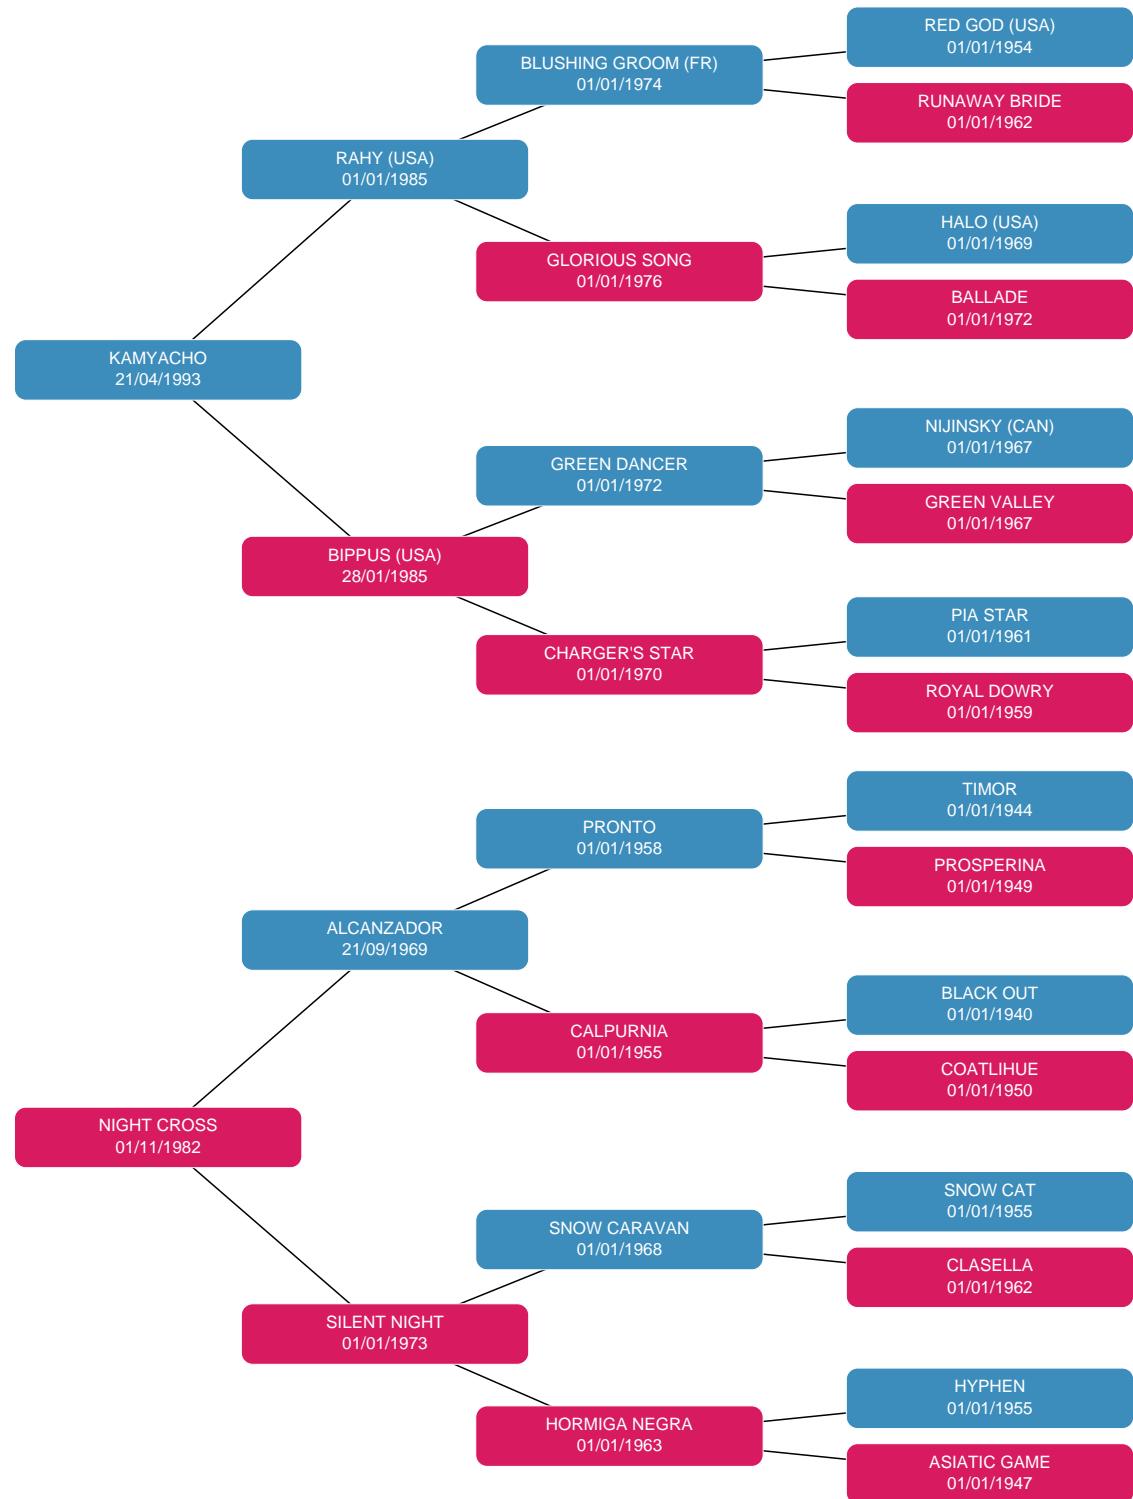 RED GOD (USA)
01/01/1954
BLUSHING GROOM (FR)
01/01/1974
RUNAWAY BRIDE
01/01/1962
RAHY (USA)
01/01/1985
HALO (USA)
01/01/1969
GLORIOUS SONG
01/01/1976
BALLADE
01/01/1972
KAMYACHO
21/04/1993
NIJINSKY (CAN)
01/01/1967
GREEN DANCER
01/01/1972
GREEN VALLEY
01/01/1967
BIPPUS (USA)
28/01/1985
PIA STAR
01/01/1961
CHARGER'S STAR
01/01/1970
ROYAL DOWRY
01/01/1959
TIMOR
01/01/1944
PRONTO
01/01/1958
PROSPERINA
01/01/1949
ALCANZADOR
21/09/1969
BLACK OUT
01/01/1940
CALPURNIA
01/01/1955
COATLIHUE
01/01/1950
NIGHT CROSS
01/11/1982
SNOW CAT
01/01/1955
SNOW CARAVAN
01/01/1968
CLASELLA
01/01/1962
SILENT NIGHT
01/01/1973
HYPHEN
01/01/1955
HORMIGA NEGRA
01/01/1963
ASIATIC GAME
01/01/1947